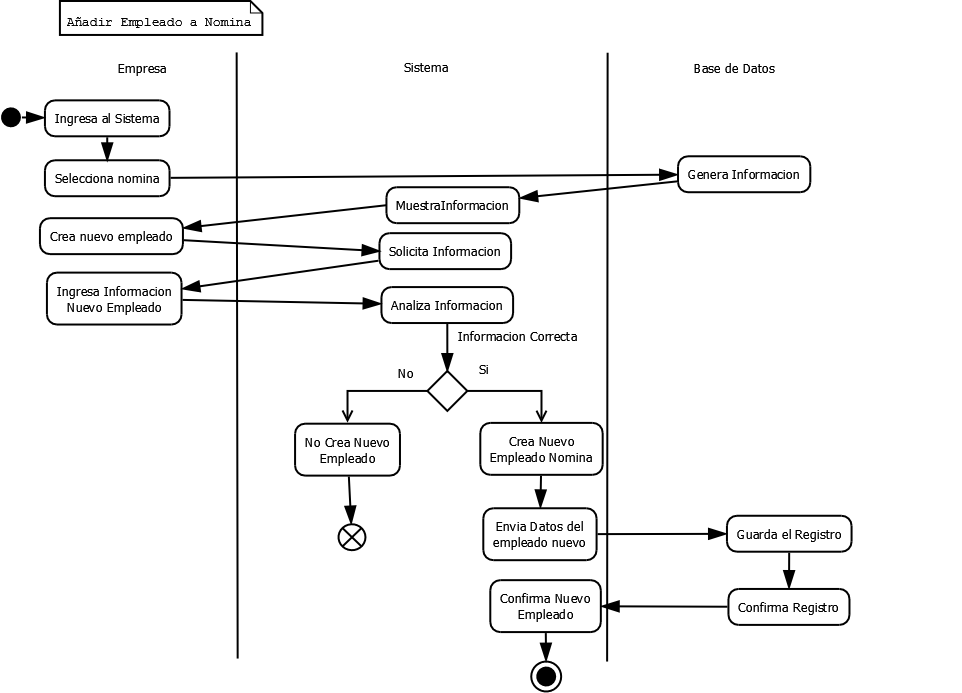 Añadir Empleado a Nomina
Empresa
Sistema
Base de Datos
Ingresa al Sistema
Selecciona nomina
Genera Informacion
MuestraInformacion
Crea nuevo empleado
Solicita Informacion
Ingresa Informacion
Nuevo Empleado
Analiza Informacion
Informacion Correcta
No
Si
No Crea Nuevo
Empleado
Crea Nuevo
Empleado Nomina
Envia Datos del
empleado nuevo
Guarda el Registro
Confirma Nuevo
Empleado
Confirma Registro